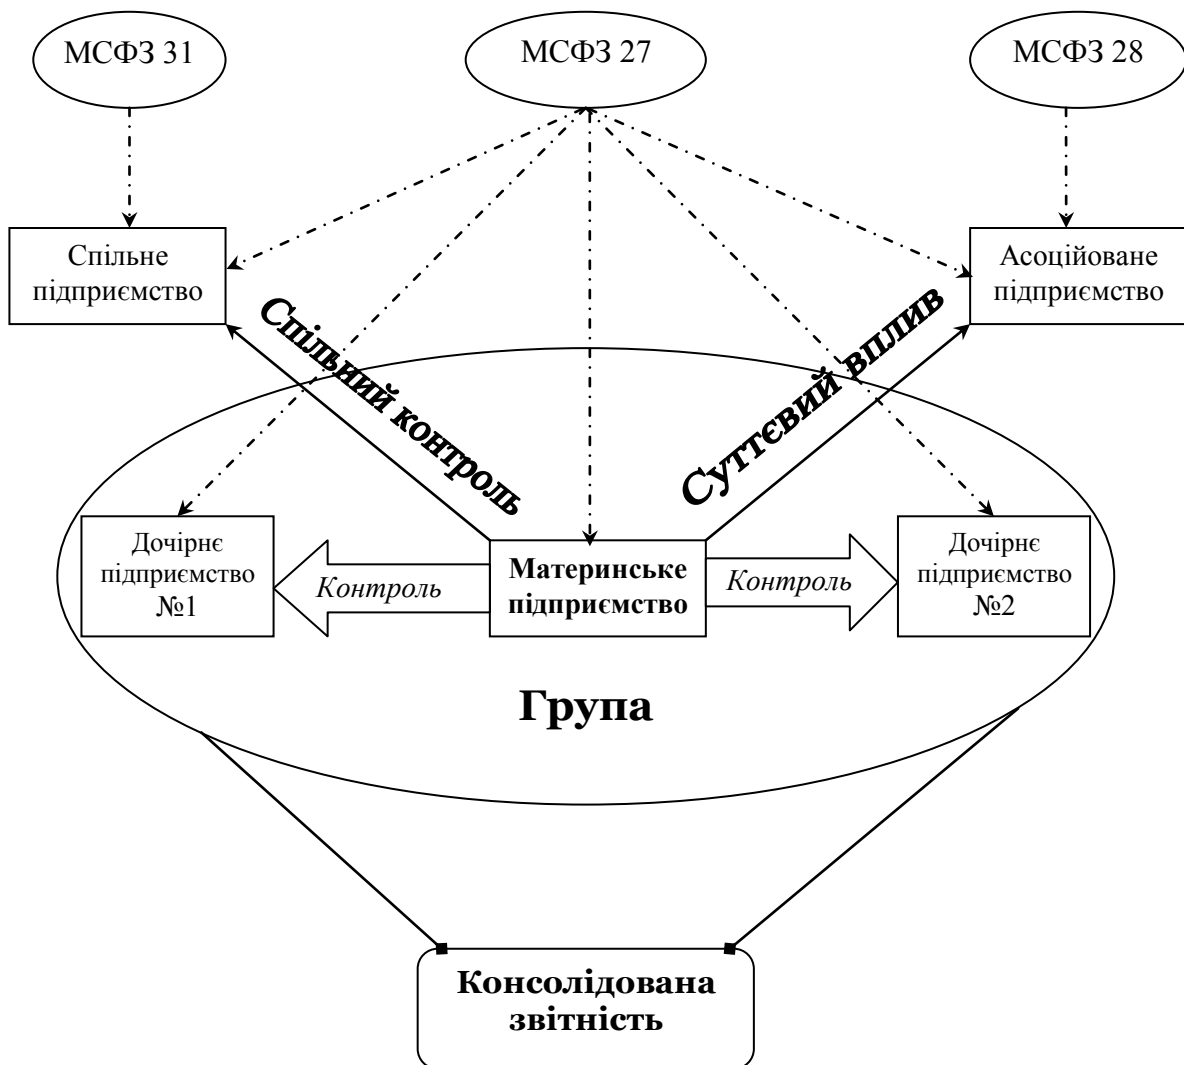 МСФЗ 31
МСФЗ 27
МСФЗ 28
Спільне
підприємство
Асоційоване
підприємство
Спільний контроль
Суттєвий вплив
Дочірнє
підприємство
№1
Контроль
Материнське
підприємство
Контроль
Дочірнє
підприємство
№2
Група
Консолідована
звітність